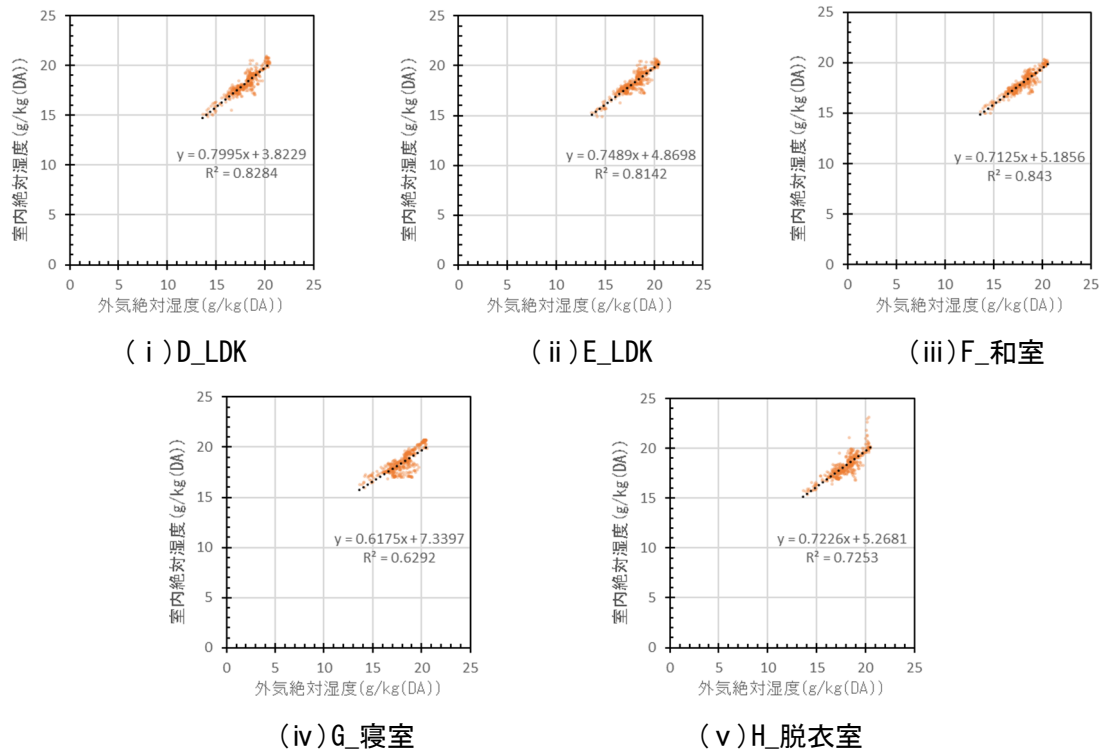 25
20
15
10
5
0
室内絶対湿度(g/kg(DA))
y = 0.7995x + 3.8229
R² = 0.8284
0 5 10 15 20 25
外気絶対湿度(g/kg(DA))
(ⅰ)D_LDK
25
20
15
10
5
0
室内絶対湿度(g/kg(DA))
y = 0.7489x + 4.8698
R² = 0.8142
0 5 10 15 20 25
外気絶対湿度(g/kg(DA))
(ⅱ)E_LDK
25
20
15
10
5
0
室内絶対湿度(g/kg(DA))
y = 0.7125x + 5.1856
R² = 0.843
0 5 10 15 20 25
外気絶対湿度(g/kg(DA))
(ⅲ)F_和室
25
20
15
10
5
0
室内絶対湿度(g/kg(DA))
y = 0.6175x + 7.3397
R² = 0.6292
0 5 10 15 20 25
外気絶対湿度(g/kg(DA))
(ⅳ)G_寝室
25
20
15
10
5
0
室内絶対湿度(g/kg(DA))
y = 0.7226x + 5.2681
R² = 0.7253
0 5 10 15 20 25
外気絶対湿度(g/kg(DA))
(ⅴ)H_脱衣室